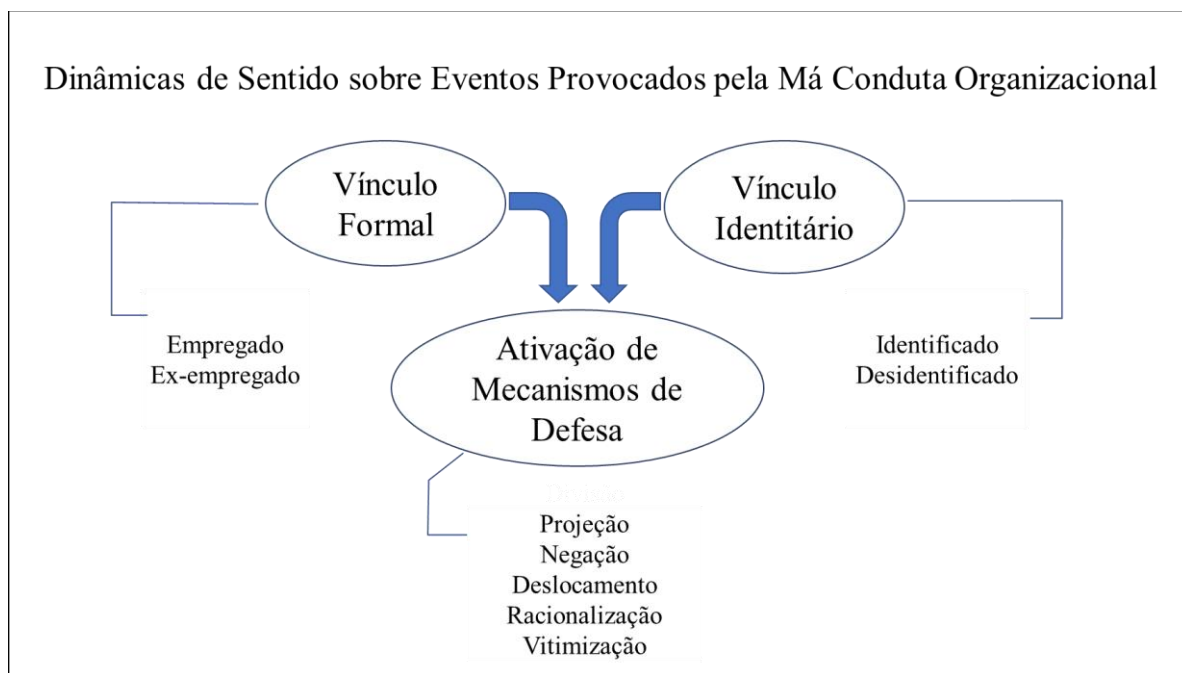 Dinâmicas de Sentido sobre Eventos Provocados pela Má Conduta Organizacional
Vínculo
Formal
Vínculo
Identitário
Empregado
Ex-empregado
Ativação de
Mecanismos de
Defesa
Identificado
Desidentificado
Divisão
Projeção
Negação
Deslocamento
Racionalização
Vitimização